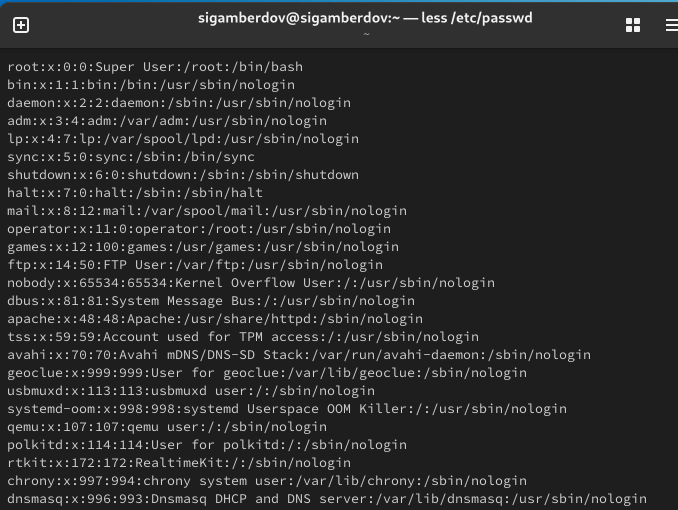 sigamberdov@sigamberdov:~ — less /etc/passwd
~
root:x:0:0:Super User:/root:/bin/bash
bin:x:1:1:bin:/bin:/usr/sbin/nologin
daemon:x:2:2:daemon:/sbin:/usr/sbin/nologin
adm:x:3:4:adm:/var/adm:/usr/sbin/nologin
lp:x:4:7:lp:/var/spool/lpd:/usr/sbin/nologin
sync:x:5:0:sync:/sbin:/bin/sync
shutdown:x:6:0:shutdown:/sbin:/sbin/shutdown
halt:x:7:0:halt:/sbin:/sbin/halt
mail:x:8:12:mail:/var/spool/mail:/usr/sbin/nologin
operator:x:11:0:operator:/root:/usr/sbin/nologin
games:x:12:100:games:/usr/games:/usr/sbin/nologin
ftp:x:14:50:FTP User:/var/ftp:/usr/sbin/nologin
nobody:x:65534:65534:Kernel Overflow User:/:/usr/sbin/nologin
dbus:x:81:81:System Message Bus:/:/usr/sbin/nologin
apache:x:48:48:Apache:/usr/share/httpd:/sbin/nologin
tss:x:59:59:Account used for TPM access:/:/usr/sbin/nologin
avahi:x:70:70:Avahi mDNS/DNS-SD Stack:/var/run/avahi-daemon:/sbin/nologin
geoclue:x:999:999:User for geoclue:/var/lib/geoclue:/sbin/nologin
usbmuxd:x:113:113:usbmuxd user:/:/sbin/nologin
systemd-oom:x:998:998:systemd Userspace OOM Killer:/:/usr/sbin/nologin
qemu:x:107:107:qemu user:/:/sbin/nologin
polkitd:x:114:114:User for polkitd:/:/sbin/nologin
rtkit:x:172:172:RealtimeKit:/:/sbin/nologin
chrony:x:997:994:chrony system user:/var/lib/chrony:/sbin/nologin
dnsmasq:x:996:993:Dnsmasq DHCP and DNS server:/var/lib/dnsmasq:/usr/sbin/nologin